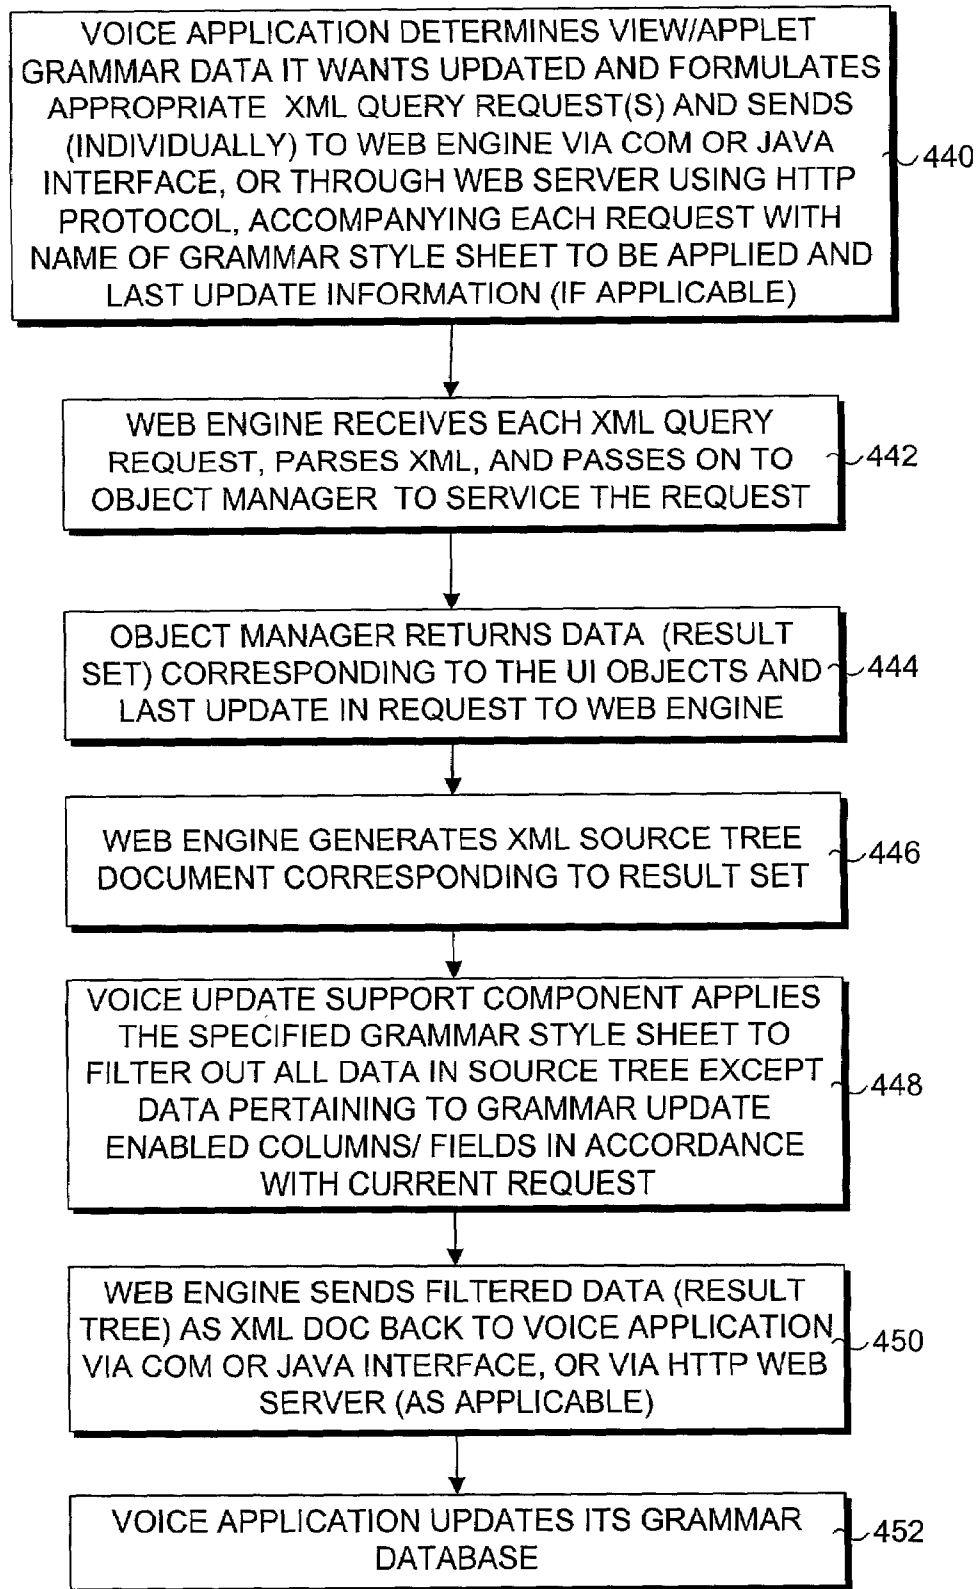 VOICE APPLICATION DETERMINES VIEW/APPLET
GRAMMAR DATA IT WANTS UPDATED AND FORMULATES
APPROPRIATE XML QUERY REQUEST(S) AND SENDS
(INDIVIDUALLY) TO WEB ENGINE VIA COM OR JAVA
INTERFACE, OR THROUGH WEB SERVER USING HTTP
PROTOCOL, ACCOMPANYING EACH REQUEST WITH
NAME OF GRAMMAR STYLE SHEET TO BE APPLIED AND
LAST UPDATE INFORMATION (IF APPLICABLE)
440
WEB ENGINE RECEIVES EACH XML QUERY
REQUEST, PARSES XML, AND PASSES ON TO
OBJECT MANAGER TO SERVICE THE REQUEST
442
OBJECT MANAGER RETURNS DATA (RESULT
SET) CORRESPONDING TO THE UI OBJECTS AND
LAST UPDATE IN REQUEST TO WEB ENGINE
444
WEB ENGINE GENERATES XML SOURCE TREE
DOCUMENT CORRESPONDING TO RESULT SET
446
VOICE UPDATE SUPPORT COMPONENT APPLIES
THE SPECIFIED GRAMMAR STYLE SHEET TO
FILTER OUT ALL DATA IN SOURCE TREE EXCEPT
DATA PERTAINING TO GRAMMAR UPDATE
ENABLED COLUMNS/ FIELDS IN ACCORDANCE
WITH CURRENT REQUEST
448
WEB ENGINE SENDS FILTERED DATA (RESULT
TREE) AS XML DOC BACK TO VOICE APPLICATION
VIA COM OR JAVA INTERFACE, OR VIA HTTP WEB
SERVER (AS APPLICABLE)
450
VOICE APPLICATION UPDATES ITS GRAMMAR
DATABASE
452